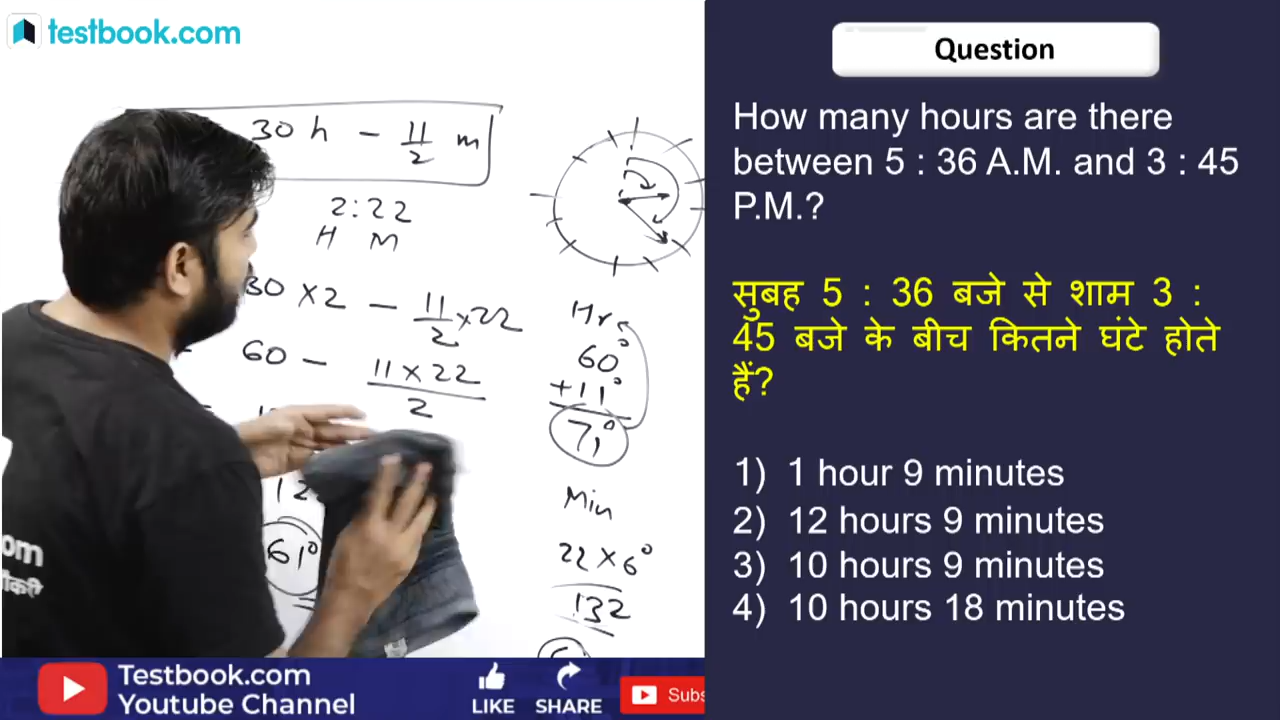 testbook.com
30 h - 11/2 m
2:22
H M
30 × 2 - 11/2 × 22
60 - 11 × 22 / 2
61°
Hrs
60°
+11°
71°
Min
22 × 6°
132
om
Question
How many hours are there
between 5 : 36 A.M. and 3 : 45
P.M.?
सुबह 5 : 36 बजे से शाम 3 :
45 बजे के बीच कितने घंटे होते
हैं?
1) 1 hour 9 minutes
2) 12 hours 9 minutes
3) 10 hours 9 minutes
4) 10 hours 18 minutes
Testbook.com
Youtube Channel
LIKE
SHARE
Subs